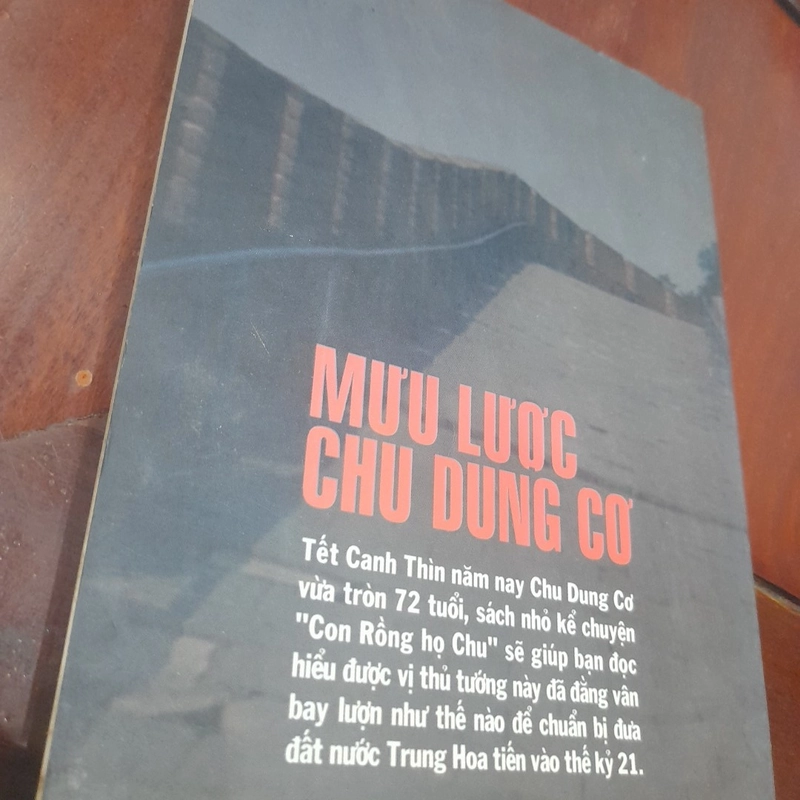 MƯU LƯỢC
CHU DUNG CƠ
Tết Canh Thìn năm nay Chu Dung Cơ
vừa tròn 72 tuổi, sách nhỏ kể chuyện
"Con Rồng họ Chu" sẽ giúp bạn đọc
hiểu được vị thủ tướng này đã đằng vân
bay lượn như thế nào để chuẩn bị đưa
đất nước Trung Hoa tiến vào thế kỷ 21.